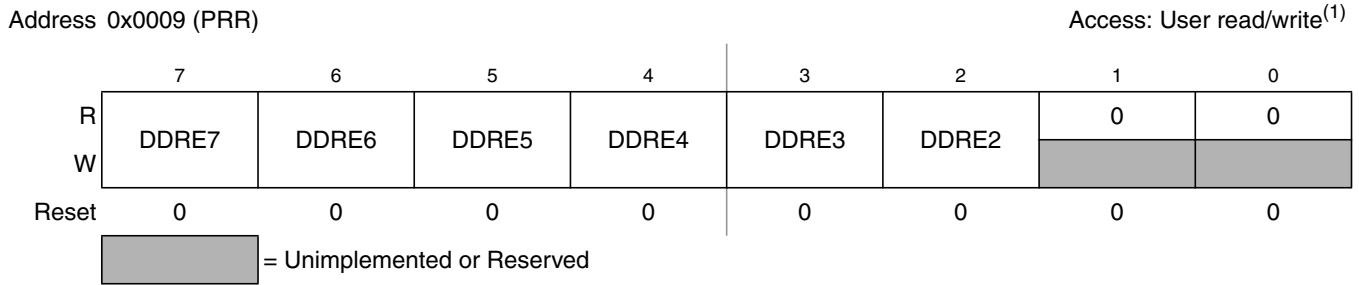 Address 0x0009 (PRR) Access: User read/write(1)
7 6 5 4 3 2 1 0
R DDRE7 DDRE6 DDRE5 DDRE4 DDRE3 DDRE2 0 0
W
Reset 0 0 0 0 0 0 0 0
= Unimplemented or Reserved